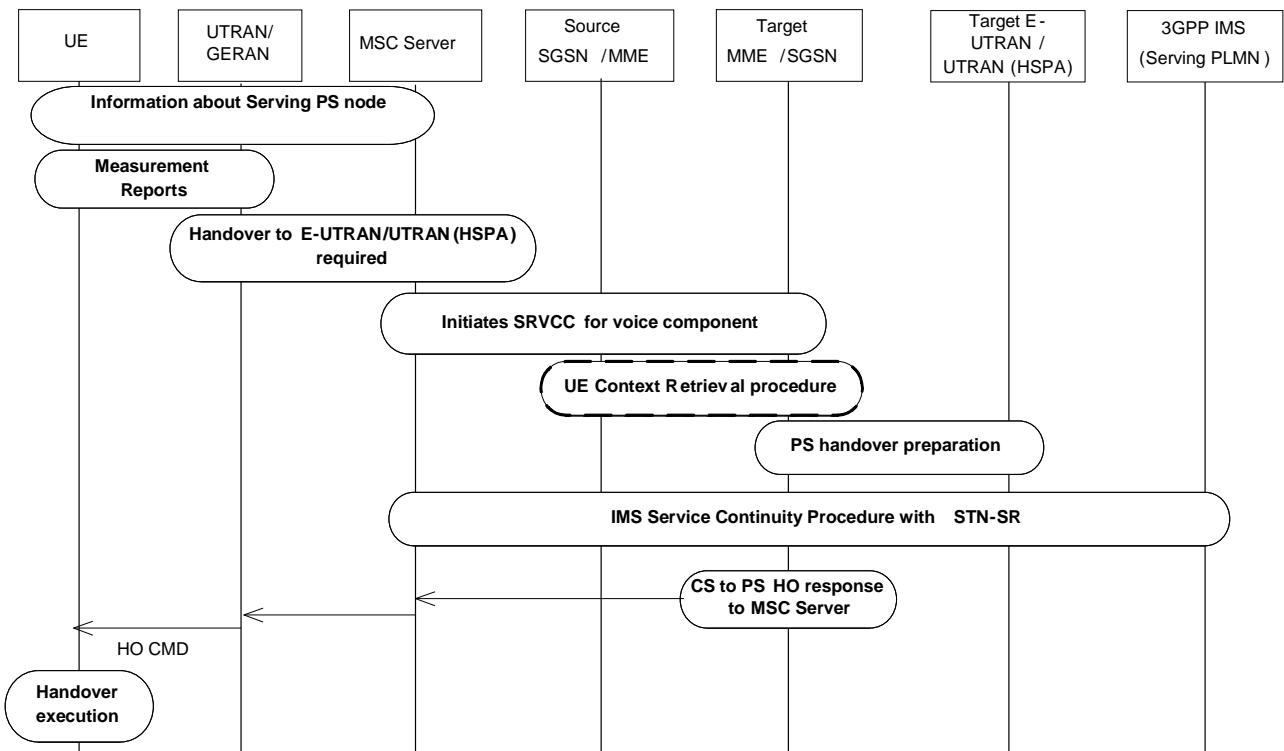 UE
UTRAN/
GERAN
MSC Server
Source
SGSN /MME
Target
MME /SGSN
Target E-
UTRAN /
UTRAN (HSPA)
3GPP IMS
(Serving PLMN )
Information about Serving PS node
Measurement
Reports
Handover to E-UTRAN/UTRAN (HSPA)
required
Initiates SRVCC for voice component
UE Context Retrieval procedure
PS handover preparation
IMS Service Continuity Procedure with STN-SR
CS to PS HO response
to MSC Server
HO CMD
Handover
execution